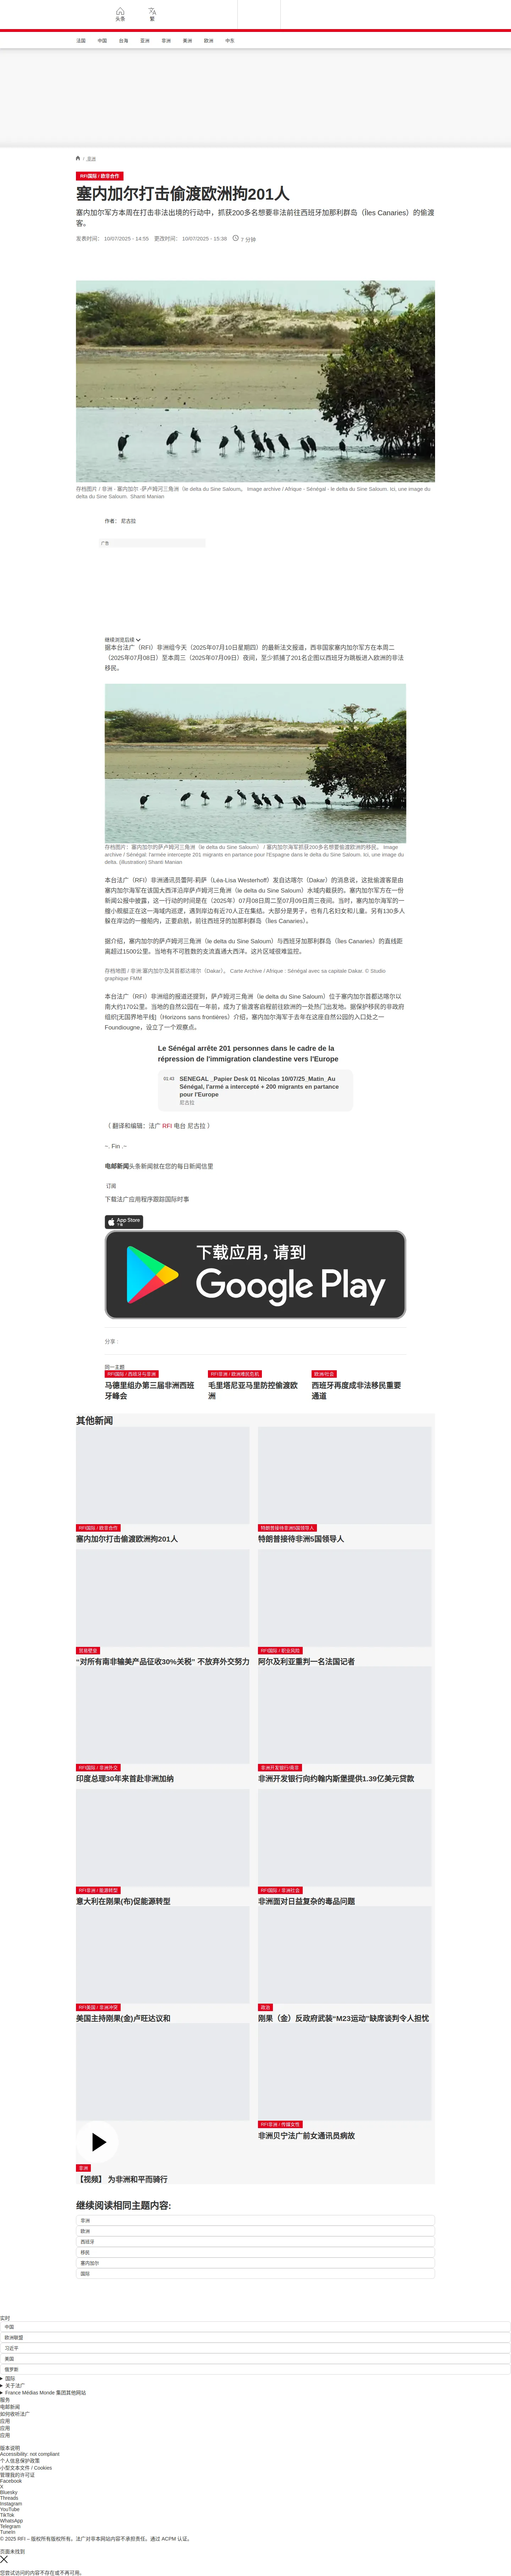 头条
繁
法国 中国 台海 亚洲 非洲 美洲 欧洲 中东
/ 非洲
RFI国际 / 欧非合作
塞内加尔打击偷渡欧洲拘201人
塞内加尔军方本周在打击非法出境的行动中，抓获200多名想要非法前往西班牙加那利群岛（Îles Canaries）的偷渡
客。
发表时间： 10/07/2025 - 14:55 更改时间： 10/07/2025 - 15:38 7 分钟
存档图片 / 非洲 - 塞内加尔 -萨卢姆河三角洲（le delta du Sine Saloum。 Image archive / Afrique - Sénégal - le delta du Sine Saloum. Ici, une image du
delta du Sine Saloum. Shanti Manian
作者： 尼古拉
广告
继续浏览后续
据本台法广（RFI）非洲组今天（2025年07月10日星期四）的最新法文报道，西非国家塞内加尔军方在本周二
（2025年07月08日）至本周三（2025年07月09日）夜间，至少抓捕了201名企图以西班牙为跳板进入欧洲的非法
移民。
存档图片：塞内加尔的萨卢姆河三角洲（le delta du Sine Saloum） / 塞内加尔海军抓获200多名想要偷渡欧洲的移民。 Image
archive / Sénégal: l'armée intercepte 201 migrants en partance pour l'Espagne dans le delta du Sine Saloum. Ici, une image du
delta. (Illustration) Shanti Manian
本台法广（RFI）非洲通讯员蕾阿-莉萨（Léa-Lisa Westerhoff）发自达喀尔（Dakar）的消息说，这批偷渡客是由
塞内加尔海军在该国大西洋沿岸萨卢姆河三角洲（le delta du Sine Saloum）水域内截获的。塞内加尔军方在一份
新闻公报中披露，这一行动的时间是在（2025年）07月08日周二至07月09日周三夜间。当时，塞内加尔海军的一
艘小舰艇正在这一海域内巡逻，遇到岸边有近70人正在集结。大部分是男子，也有几名妇女和儿童。另有130多人
躲在岸边的一艘船内，正要启航，前往西班牙的加那利群岛（Îles Canaries）。
据介绍，塞内加尔的萨卢姆河三角洲（le delta du Sine Saloum）与西班牙加那利群岛（Îles Canaries）的直线距
离超过1500公里。当地有不可胜数的支流直通大西洋。这片区域很难监控。
存档地图 / 非洲 塞内加尔及其首都达喀尔（Dakar）。 Carte Archive / Afrique : Sénégal avec sa capitale Dakar. © Studio
graphique FMM
本台法广（RFI）非洲组的报道还提到，萨卢姆河三角洲（le delta du Sine Saloum）位于塞内加尔首都达喀尔以
南大约170公里。当地的自然公园在一年前，成为了偷渡客启程前往欧洲的一处热门出发地。据保护移民的非政府
组织[无国界地平线]（Horizons sans frontières）介绍，塞内加尔海军于去年在这座自然公园的入口处之一
Foundiougne，设立了一个观察点。
Le Sénégal arrête 201 personnes dans le cadre de la
répression de l'immigration clandestine vers l'Europe
01:43 SENEGAL _Papier Desk 01 Nicolas 10/07/25_Matin_Au
Sénégal, l'armé a intercepté + 200 migrants en partance
pour l'Europe
尼古拉
（ 翻译和编辑：法广 RFI 电台 尼古拉 ）
~. Fin .~
电邮新闻头条新闻就在您的每日新闻信里
订阅
下载法广应用程序跟踪国际时事
App Store
下载
下载应用，请到
Google Play
分享 :
同一主题
RFI国际 / 西班牙与非洲
马德里组办第三届非洲西班
牙峰会
RFI非洲 / 欧洲难民危机
毛里塔尼亚马里防控偷渡欧
洲
欧洲/社会
西班牙再度成非法移民重要
通道
其他新闻
RFI国际 / 欧非合作
塞内加尔打击偷渡欧洲拘201人
特朗普接待非洲5国领导人
特朗普接待非洲5国领导人
贸易壁垒
“对所有南非输美产品征收30%关税” 不放弃外交努力
RFI国际 / 职业风险
阿尔及利亚重判一名法国记者
RFI国际 / 非洲外交
印度总理30年来首赴非洲加纳
非洲开发银行/南非
非洲开发银行向约翰内斯堡提供1.39亿美元贷款
RFI非洲 / 能源转型
意大利在刚果(布)促能源转型
RFI国际 / 非洲社会
非洲面对日益复杂的毒品问题
RFI美国 / 非洲冲突
美国主持刚果(金)卢旺达议和
政治
刚果（金）反政府武装“M23运动”缺席谈判令人担忧
非洲
【视频】 为非洲和平而骑行
RFI非洲 / 传媒女性
非洲贝宁法广前女通讯员病故
继续阅读相同主题内容:
非洲
欧洲
西班牙
移民
塞内加尔
国际
实时
中国
欧洲联盟
习近平
美国
俄罗斯
国际
关于法广
France Médias Monde 集团其他网站
服务
电邮新闻
如何收听法广
应用
应用
应用
版本说明
Accessibility: not compliant
个人信息保护政策
小型文本文件 / Cookies
管理我的许可证
Facebook
X
Bluesky
Threads
Instagram
YouTube
TikTok
WhatsApp
Telegram
TuneIn
© 2025 RFI – 版权所有版权所有。法广对非本网站内容不承担责任。通过 ACPM 认证。
页面未找到
您尝试访问的内容不存在或不再可用。